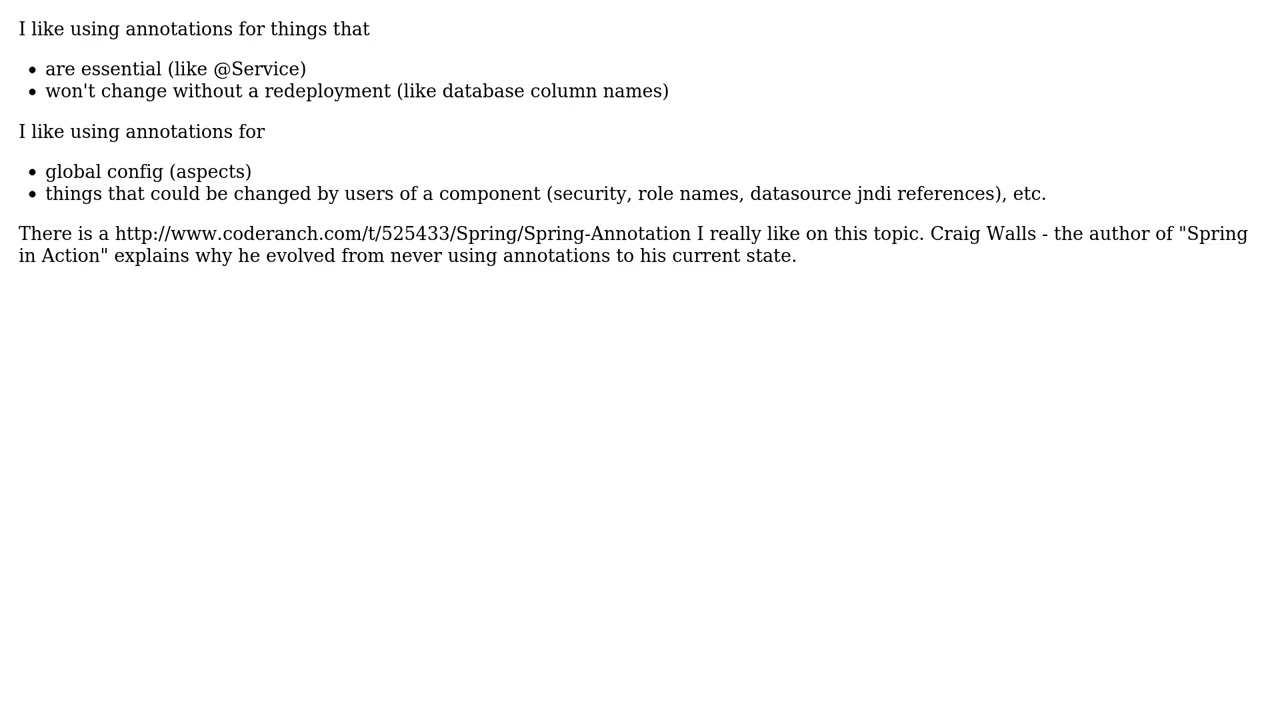 I like using annotations for things that
• are essential (like @Service)
• won't change without a redeployment (like database column names)
I like using annotations for
• global config (aspects)
• things that could be changed by users of a component (security, role names, datasource jndi references), etc.
There is a http://www.coderanch.com/t/525433/Spring/Spring-Annotation I really like on this topic. Craig Walls - the author of "Spring
in Action" explains why he evolved from never using annotations to his current state.